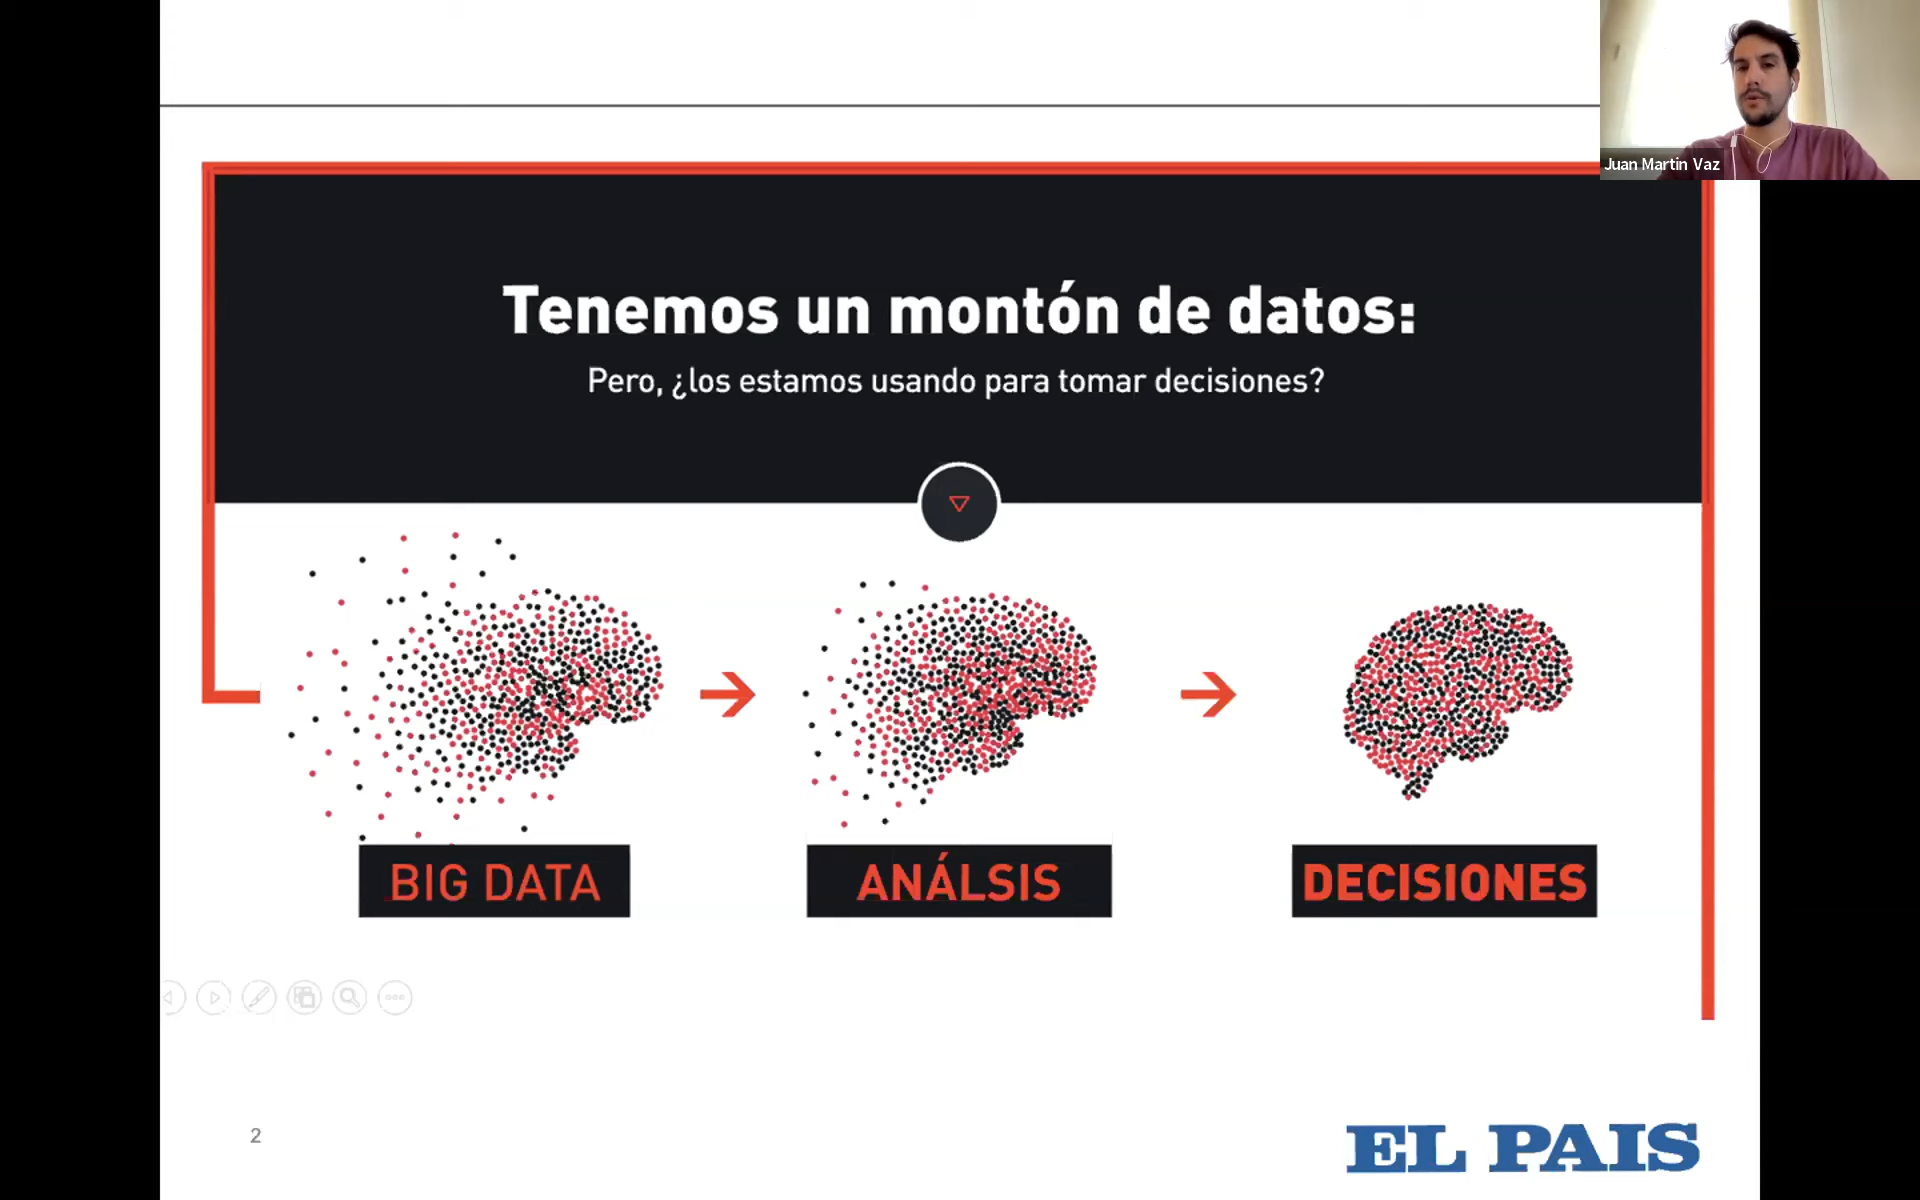 Juan Martin Vaz
Tenemos un montón de datos:
Pero, ¿los estamos usando para tomar decisiones?
BIG DATA
ANÁLSIS
DECISIONES
2
EL PAIS